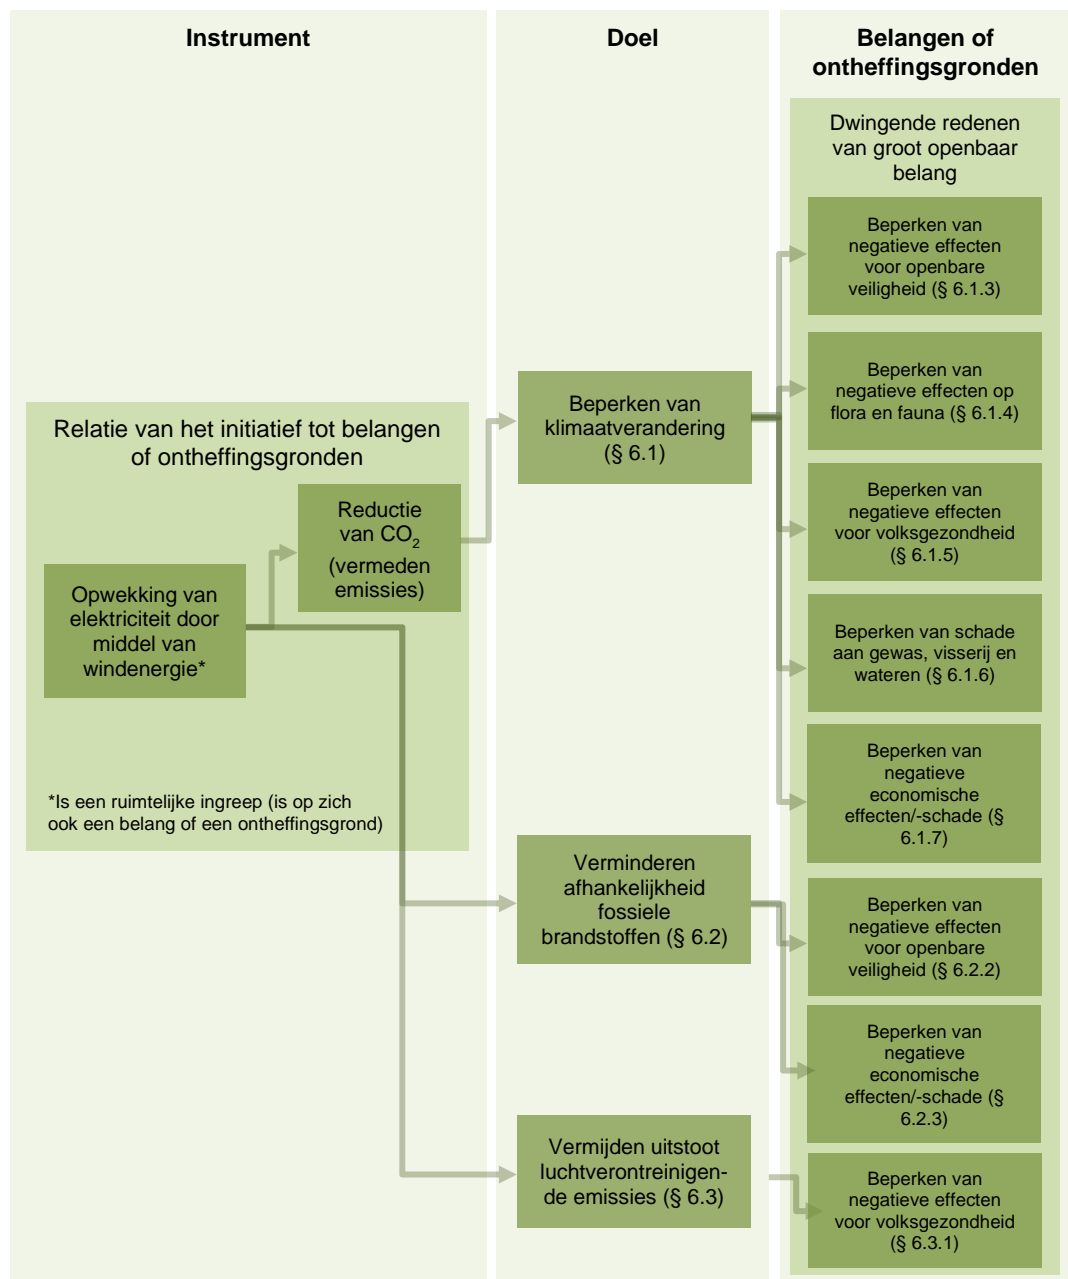 Instrument
Relatie van het initiatief tot belangen
of ontheffingsgronden
Opwekking van
elektriciteit door
middel van
windenergie*
Reductie
van CO2
(vermeden
emissies)
*Is een ruimtelijke ingreep (is op zich
ook een belang of een ontheffingsgrond)
Doel
Beperken van
klimaatverandering
(§ 6.1)
Verminderen
afhankelijkheid
fossiele
brandstoffen (§ 6.2)
Vermijden uitstoot
luchtverontreinigen-
de emissies (§ 6.3)
Belangen of
ontheffingsgronden
Dwingende redenen
van groot openbaar
belang
Beperken van
negatieve effecten
voor openbare
veiligheid (§ 6.1.3)
Beperken van
negatieve effecten op
flora en fauna (§ 6.1.4)
Beperken van
negatieve effecten
voor volksgezondheid
(§ 6.1.5)
Beperken van schade
aan gewas, visserij en
wateren (§ 6.1.6)
Beperken van
negatieve
economische
effecten/-schade (§
6.1.7)
Beperken van
negatieve effecten
voor openbare
veiligheid (§ 6.2.2)
Beperken van
negatieve
economische
effecten/-schade (§
6.2.3)
Beperken van
negatieve effecten
voor volksgezondheid
(§ 6.3.1)